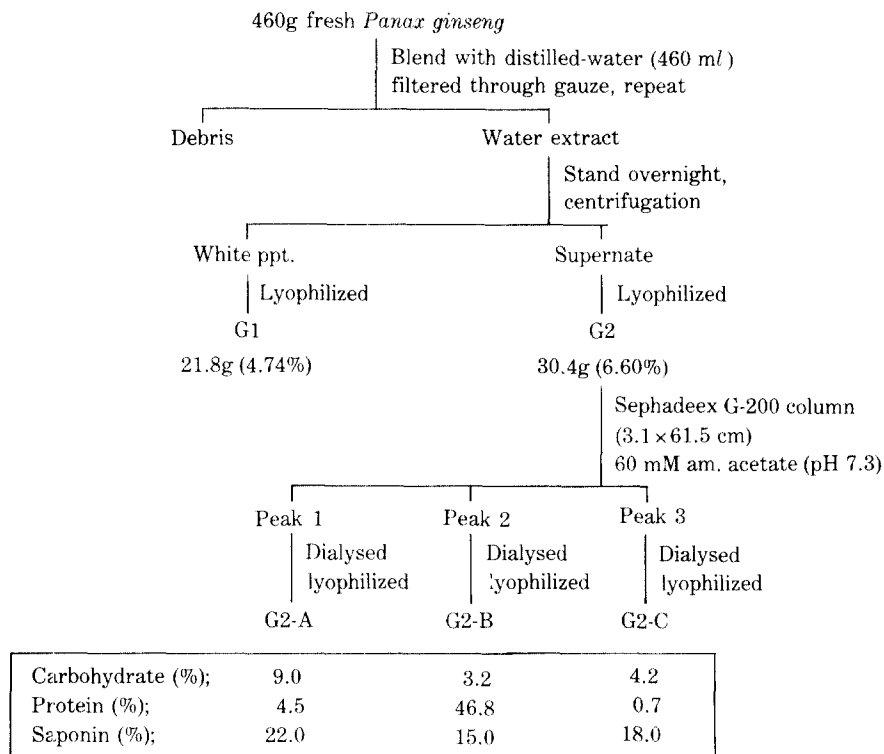 460g fresh Panax ginseng
Blend with distilled-water (460 ml)
filtered through gauze, repeat
Debris Water extract
Stand overnight,
centrifugation
White ppt. Supernate
Lyophilized Lyophilized
G1 G2
21.8g (4.74%) 30.4g (6.60%)
Sephadeex G-200 column
(3.1×61.5 cm)
60 mM am. acetate (pH 7.3)
Peak 1 Peak 2 Peak 3
Dialysed Dialysed Dialysed
lyophilized lyophilized lyophilized
G2-A G2-B G2-C
Carbohydrate (%); 9.0 3.2 4.2
Protein (%); 4.5 46.8 0.7
Saponin (%); 22.0 15.0 18.0